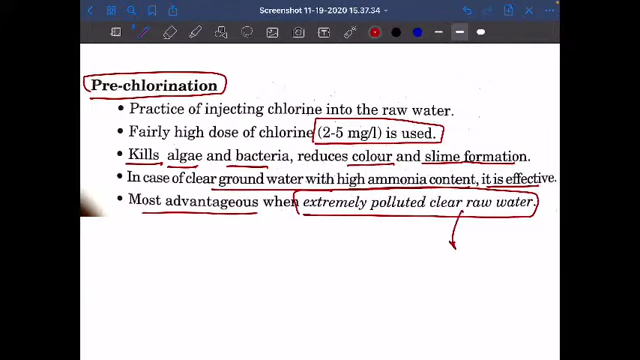 Screenshot 11-19-2020 15.37.34
Pre-chlorination
• Practice of injecting chlorine into the raw water.
• Fairly high dose of chlorine (2-5 mg/l) is used.
• Kills algae and bacteria, reduces colour and slime formation.
• In case of clear ground water with high ammonia content, it is effective.
• Most advantageous when extremely polluted clear raw water.